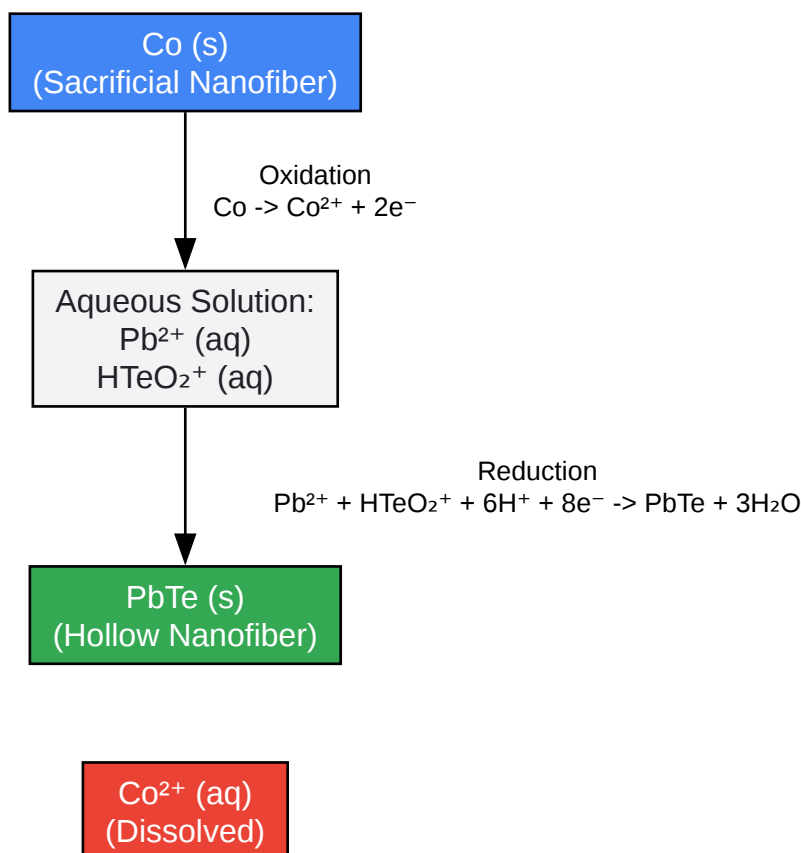 Co (s)
(Sacrificial Nanofiber)
Oxidation
Co -> Co²⁺ + 2e⁻
Aqueous Solution:
Pb²⁺ (aq)
HTeO₂⁺ (aq)
Reduction
Pb²⁺ + HTeO₂⁺ + 6H⁺ + 8e⁻ -> PbTe + 3H₂O
PbTe (s)
(Hollow Nanofiber)
Co²⁺ (aq)
(Dissolved)